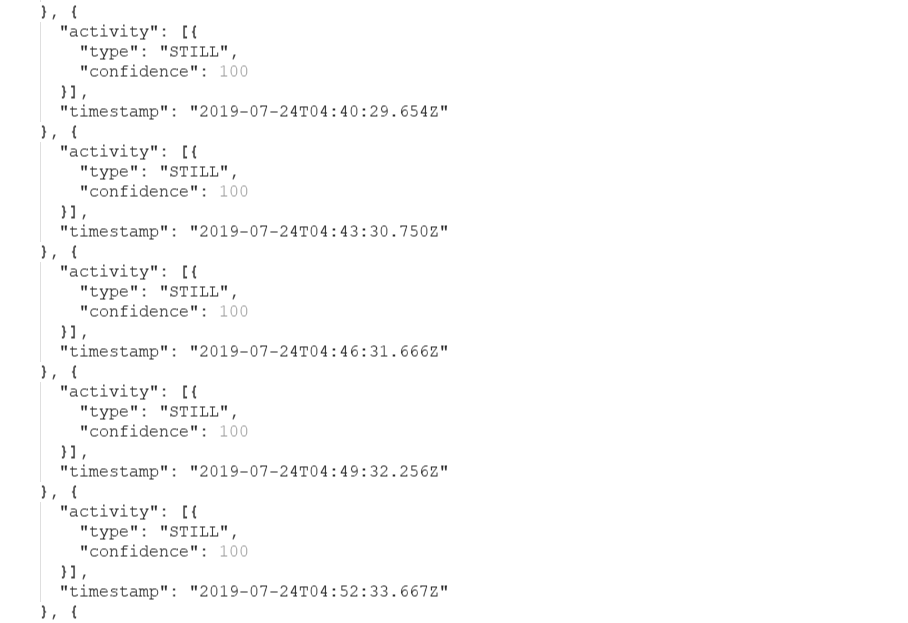 }, {
"activity": [{
"type": "STILL",
"confidence": 100
}],
"timestamp": "2019-07-24T04:40:29.654Z"
}, {
"activity": [{
"type": "STILL",
"confidence": 100
}],
"timestamp": "2019-07-24T04:43:30.750Z"
}, {
"activity": [{
"type": "STILL",
"confidence": 100
}],
"timestamp": "2019-07-24T04:46:31.666Z"
}, {
"activity": [{
"type": "STILL",
"confidence": 100
}],
"timestamp": "2019-07-24T04:49:32.256Z"
}, {
"activity": [{
"type": "STILL",
"confidence": 100
}],
"timestamp": "2019-07-24T04:52:33.667Z"
}, {